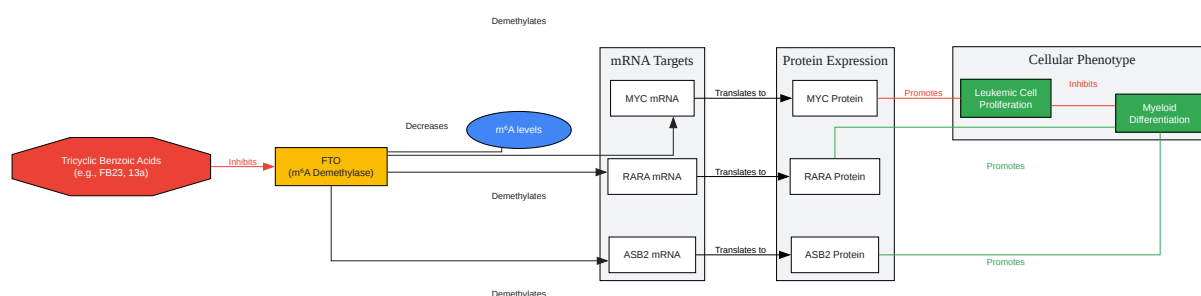 Demethylates
mRNA Targets
Protein Expression
Cellular Phenotype
MYC mRNA
Translates to
MYC Protein
Promotes
Leukemic Cell
Proliferation
Inhibits
Myeloid
Differentiation
Decreases
m⁶A levels
Tricyclic Benzoic Acids
(e.g., FB23, 13a)
Inhibits
FTO
(m⁶A Demethylase)
RARA mRNA
Translates to
RARA Protein
Promotes
Demethylates
ASB2 mRNA
Translates to
ASB2 Protein
Promotes
Demethylates